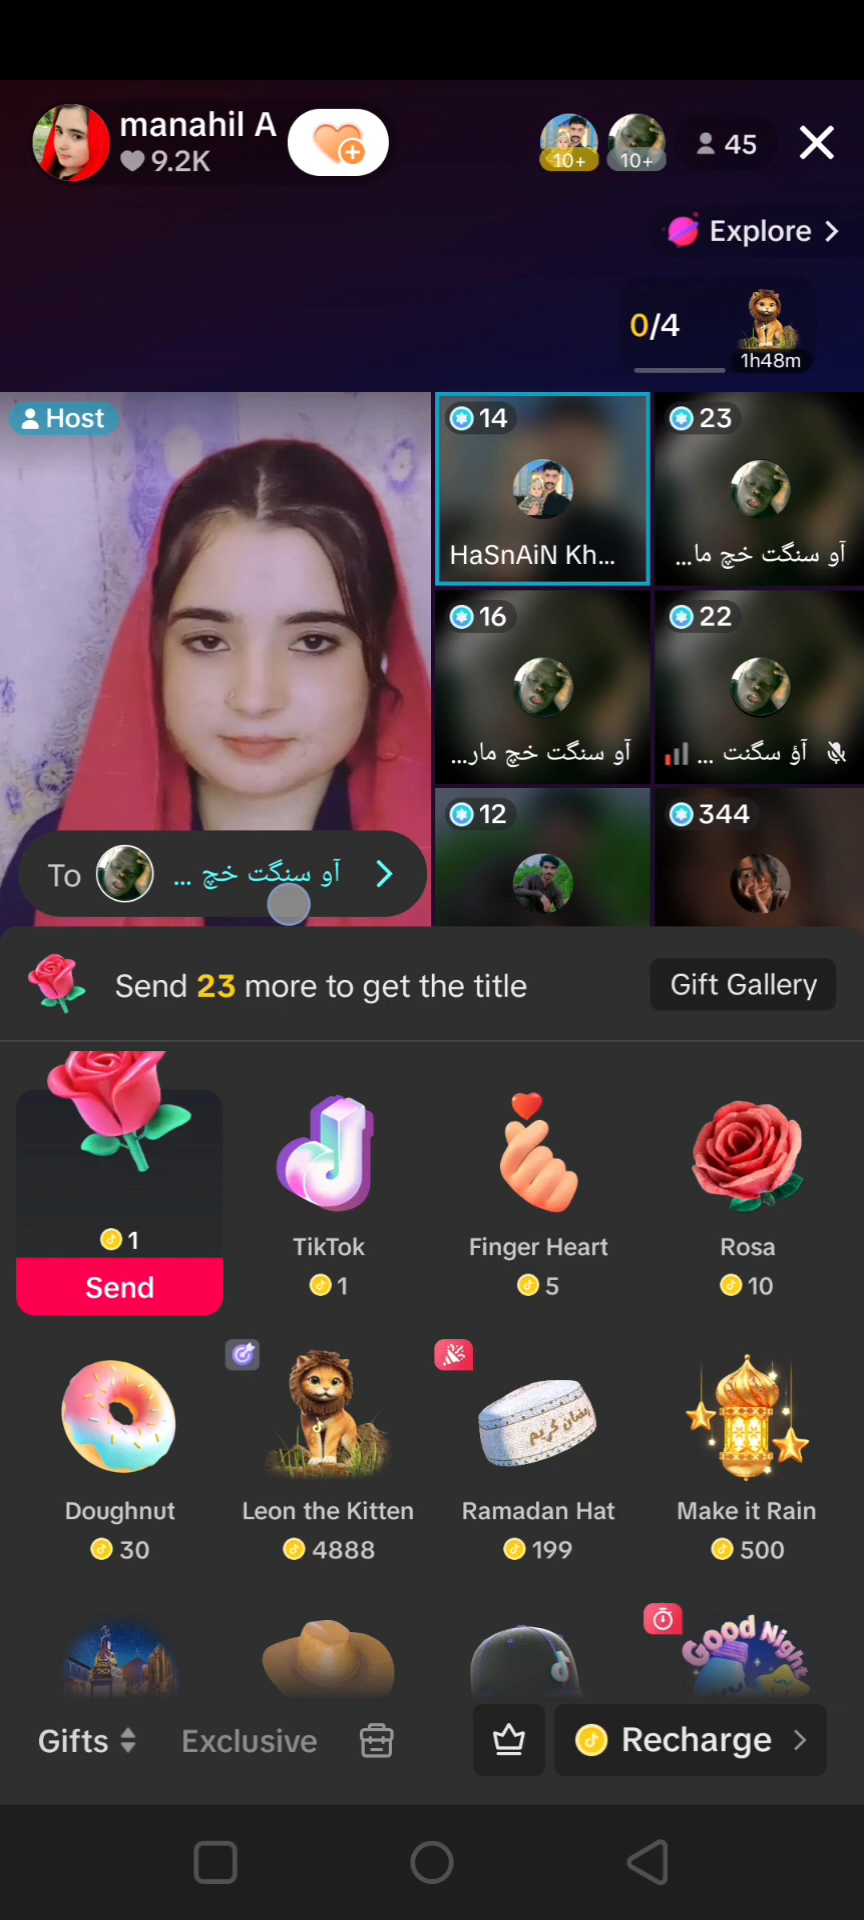 manahil A
9.2K
10+
10+
45
Explore
0/4
1h48m
Host
14
23
HaSnAiN Kh...
آو سنگت خچ ما...
16
22
آو سنگت خچ مار...
آؤ سگنت ...
12
344
To آو سنگت خچ ...
Send 23 more to get the title
Gift Gallery
1
Send
TikTok
1
Finger Heart
5
Rosa
10
Doughnut
30
Leon the Kitten
4888
رمضان كريم
Ramadan Hat
199
Make it Rain
500
Good Night
Gifts
Exclusive
Recharge